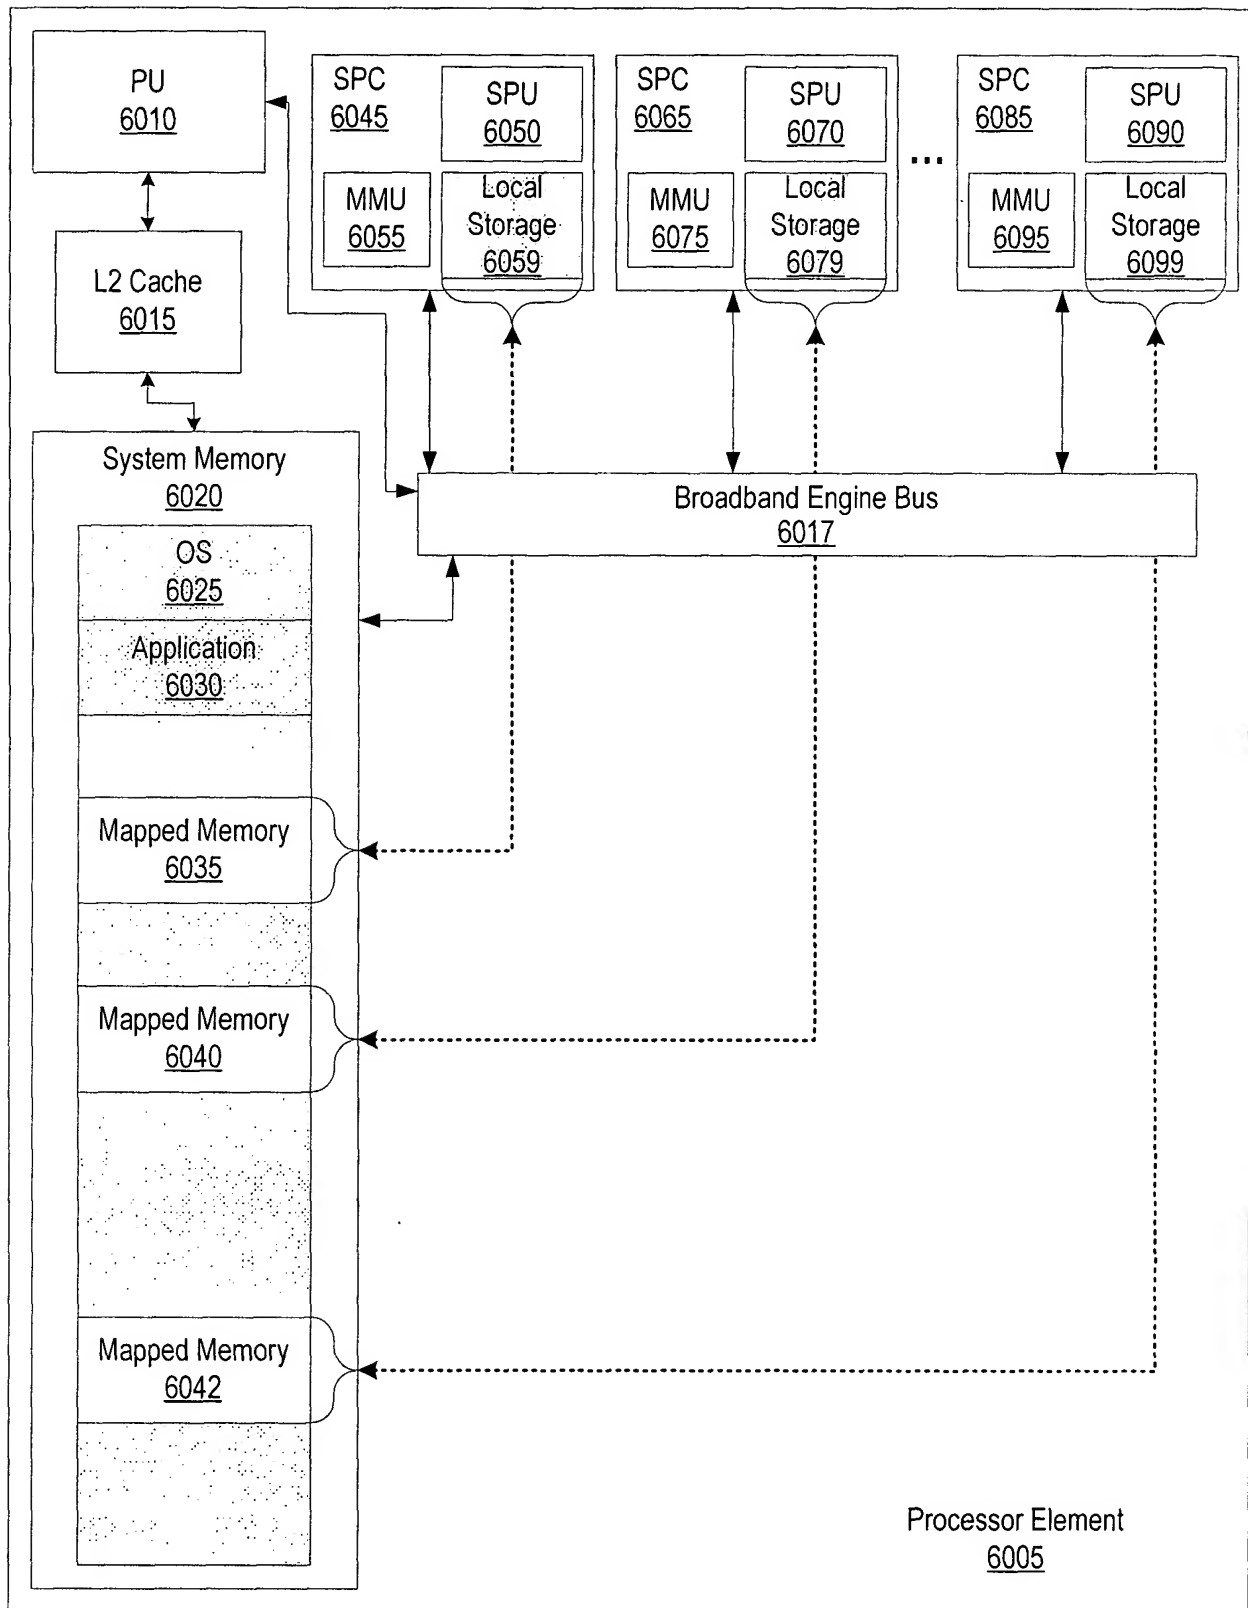 PU
6010
SPC
6045
SPU
6050
MMU
6055
Local
Storage
6059
SPC
6065
SPU
6070
MMU
6075
Local
Storage
6079
...
SPC
6085
SPU
6090
MMU
6095
Local
Storage
6099
L2 Cache
6015
System Memory
6020
Broadband Engine Bus
6017
OS
6025
Application
6030
Mapped Memory
6035
Mapped Memory
6040
Mapped Memory
6042
Processor Element
6005